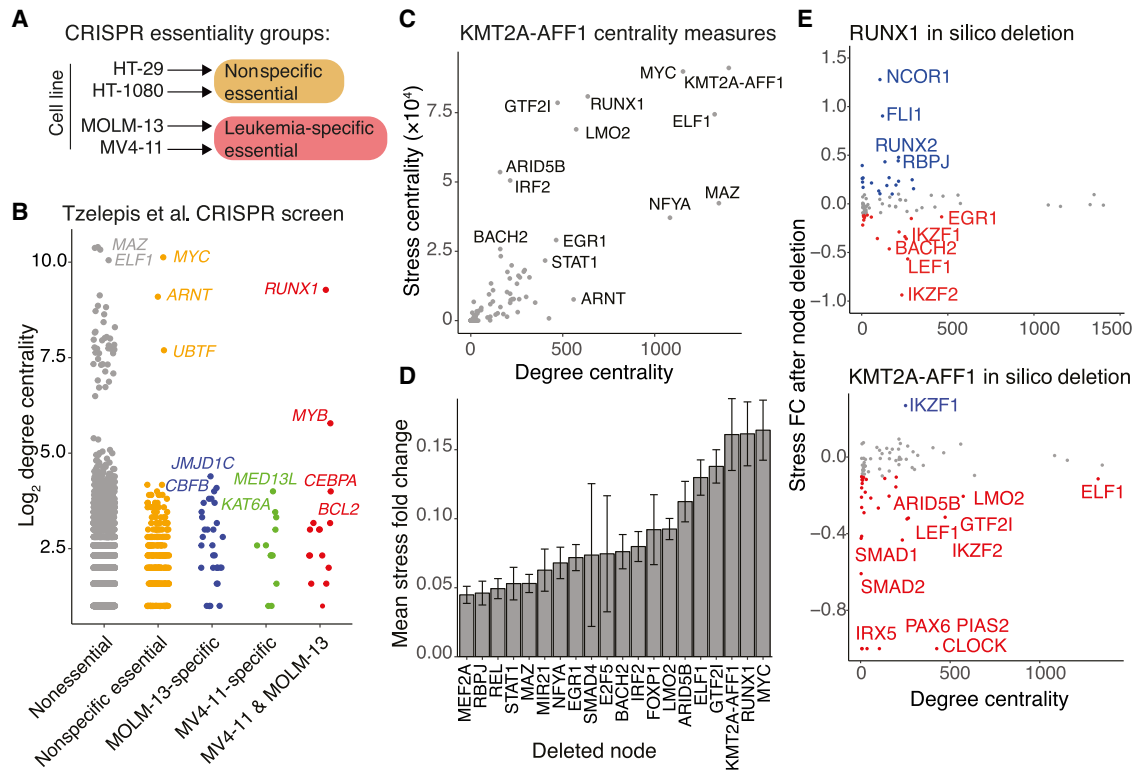 A
CRISPR essentiality groups:
Cell line
HT-29
HT-1080
Nonspecific
essential
MOLM-13
MV4-11
Leukemia-specific
essential
B
Tzelepis et al. CRISPR screen
Log2 degree centrality
10.0
7.5
5.0
2.5
MAZ
ELF1
MYC
ARNT
UBTF
RUNX1
MYB
JMJD1C
CBFB
MED13L
KAT6A
CEBPA
BCL2
Nonessential
Nonspecific essential
MOLM-13-specific
MV4-11-specific
MV4-11 & MOLM-13
C
KMT2A-AFF1 centrality measures
Stress centrality (×10⁴)
7.5
5
2.5
0
MYC
KMT2A-AFF1
GTF2I
RUNX1
ELF1
LMO2
ARID5B
IRF2
MAZ
NFYA
BACH2
EGR1
STAT1
ARNT
0
500
1000
Degree centrality
D
Mean stress fold change
0.15
0.10
0.05
0.00
MEF2A
RBPJ
REL
STAT1
MAZ
MIR21
NFYA
EGR1
SMAD4
E2F5
BACH2
IRF2
FOXP1
LMO2
ARID5B
ELF1
GTF2I
KMT2A-AFF1
RUNX1
MYC
Deleted node
E
RUNX1 in silico deletion
Stress FC after node deletion
1.5
1.0
0.5
0.0
−0.5
−1.0
NCOR1
FLI1
RUNX2
RBPJ
EGR1
IKZF1
BACH2
LEF1
IKZF2
0
500
1000
1500
KMT2A-AFF1 in silico deletion
0.0
−0.4
−0.8
IKZF1
ELF1
ARID5B
LMO2
LEF1
GTF2I
IKZF2
SMAD1
SMAD2
IRX5
PAX6
PIAS2
CLOCK
0
500
1000
Degree centrality